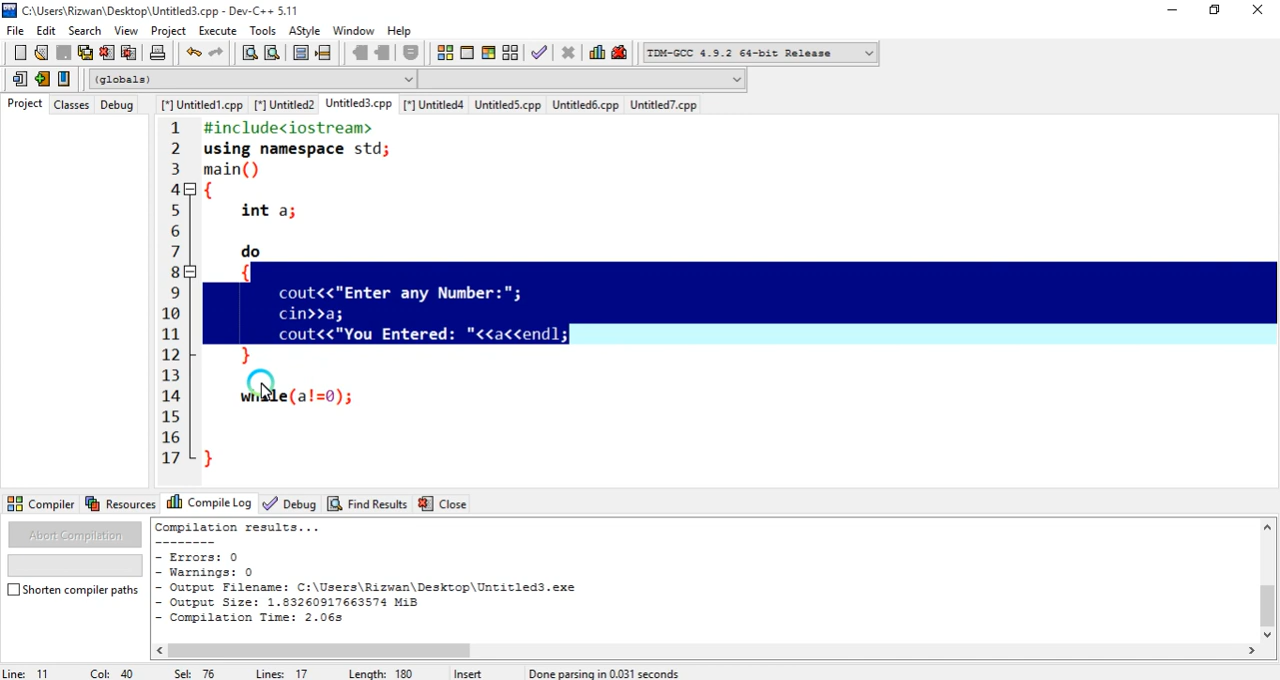 C:\Users\Rizwan\Desktop\Untitled3.cpp - Dev-C++ 5.11
File Edit Search View Project Execute Tools AStyle Window Help
TDM-GCC 4.9.2 64-bit Release
(globals)
Project Classes Debug [*] Untitled1.cpp [*] Untitled2 Untitled3.cpp [*] Untitled4 Untitled5.cpp Untitled6.cpp Untitled7.cpp
1 #include<iostream>
2 using namespace std;
3 main()
4 {
5 int a;
6
7 do
8 {
9 cout<<"Enter any Number:";
10 cin>>a;
11 cout<<"You Entered: "<<a<<endl;
12 }
13
14 while(a!=0);
15
16
17 }
Compiler Resources Compile Log Debug Find Results Close
Abort Compilation
Shorten compiler paths
Compilation results...
--------
- Errors: 0
- Warnings: 0
- Output Filename: C:\Users\Rizwan\Desktop\Untitled3.exe
- Output Size: 1.83260917663574 MiB
- Compilation Time: 2.06s
Line: 11 Col: 40 Sel: 76 Lines: 17 Length: 180 Insert Done parsing in 0.031 seconds